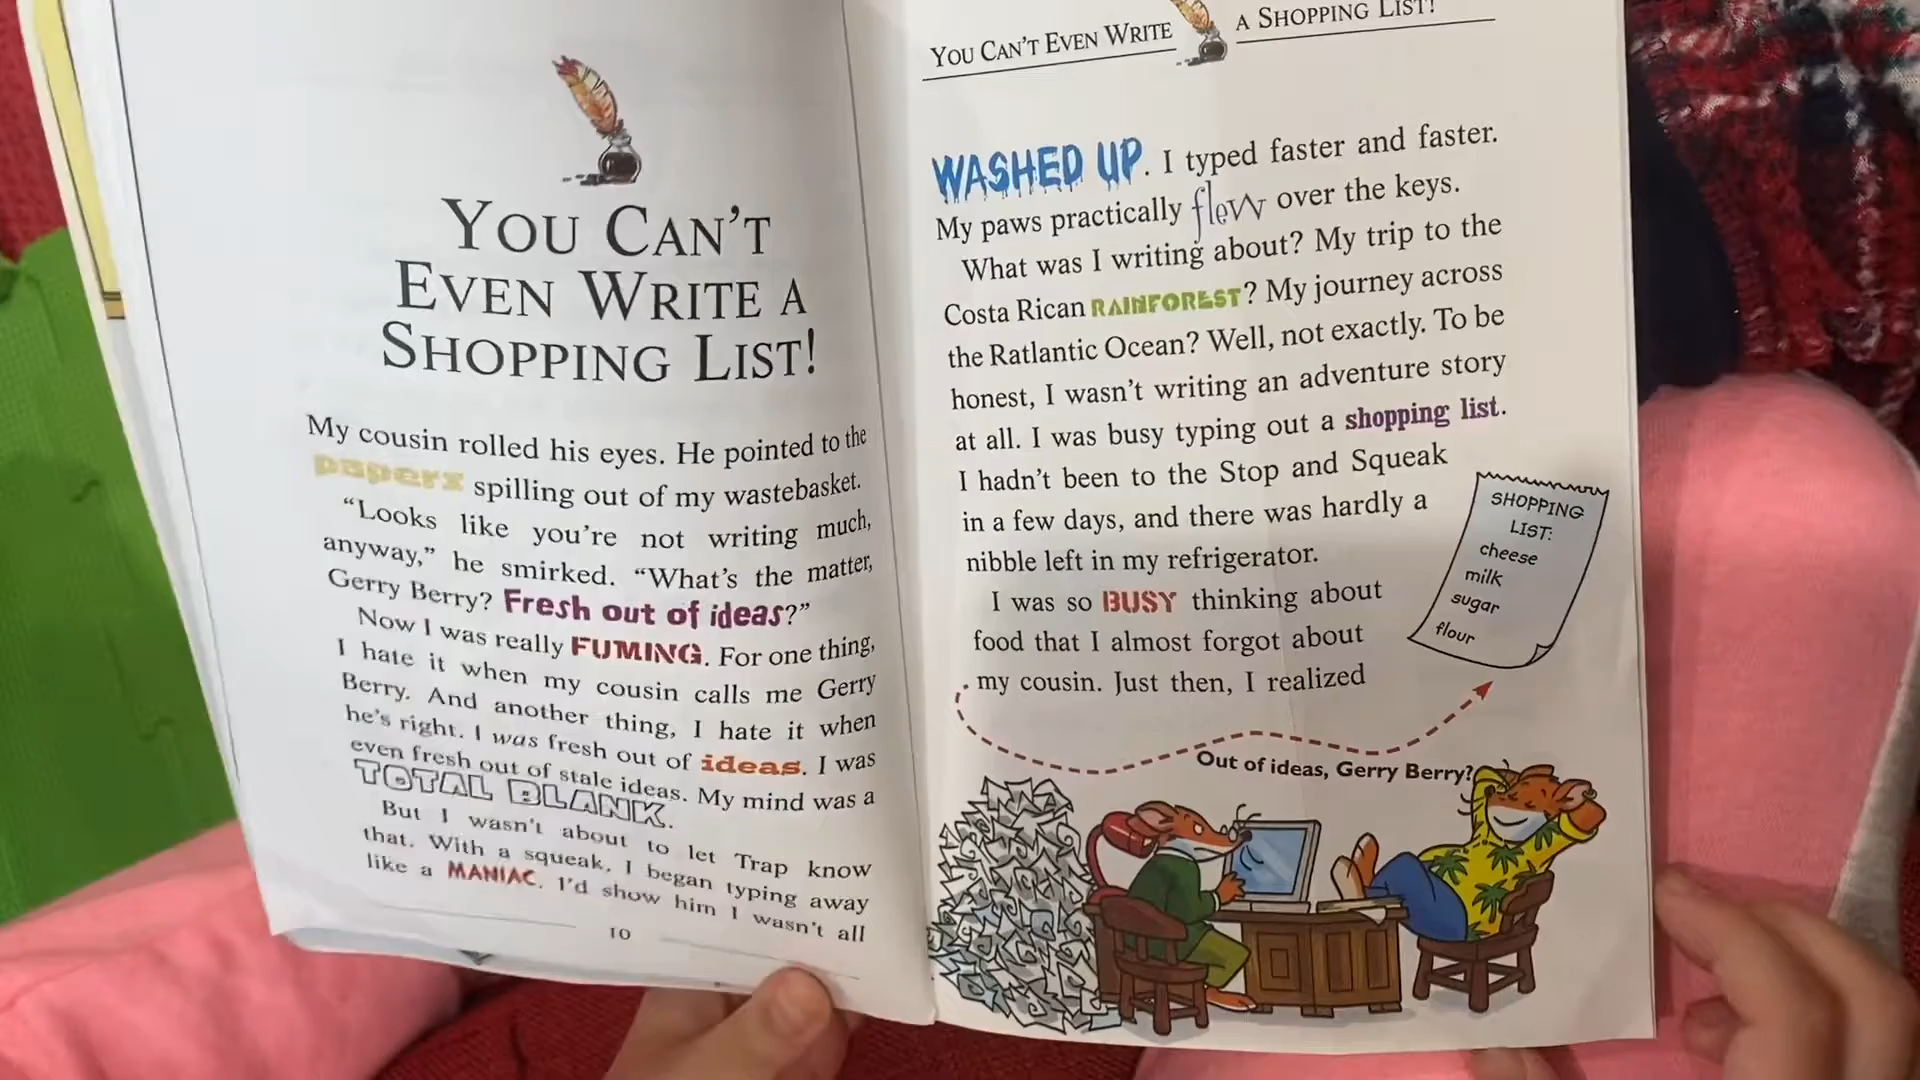 YOU CAN'T
EVEN WRITE A
SHOPPING LIST!
My cousin rolled his eyes. He pointed to the
papers spilling out of my wastebasket.
“Looks like you're not writing much,
anyway,” he smirked. “What's the matter,
Gerry Berry? Fresh out of ideas?”
Now I was really FUMING. For one thing,
I hate it when my cousin calls me Gerry
Berry. And another thing, I hate it when
he's right. I was fresh out of ideas. I was
even fresh out of stale ideas. My mind was a
TOTAL BLANK.
But I wasn't about to let Trap know
that. With a squeak, I began typing away
like a MANIAC. I'd show him I wasn't all
10
YOU CAN'T EVEN WRITE A SHOPPING LIST!
WASHED UP. I typed faster and faster.
My paws practically flew over the keys.
What was I writing about? My trip to the
Costa Rican RAINFOREST? My journey across
the Ratlantic Ocean? Well, not exactly. To be
honest, I wasn't writing an adventure story
at all. I was busy typing out a shopping list.
I hadn't been to the Stop and Squeak
in a few days, and there was hardly a
nibble left in my refrigerator.
I was so BUSY thinking about
food that I almost forgot about
my cousin. Just then, I realized
SHOPPING
LIST:
cheese
milk
sugar
flour
Out of ideas, Gerry Berry?